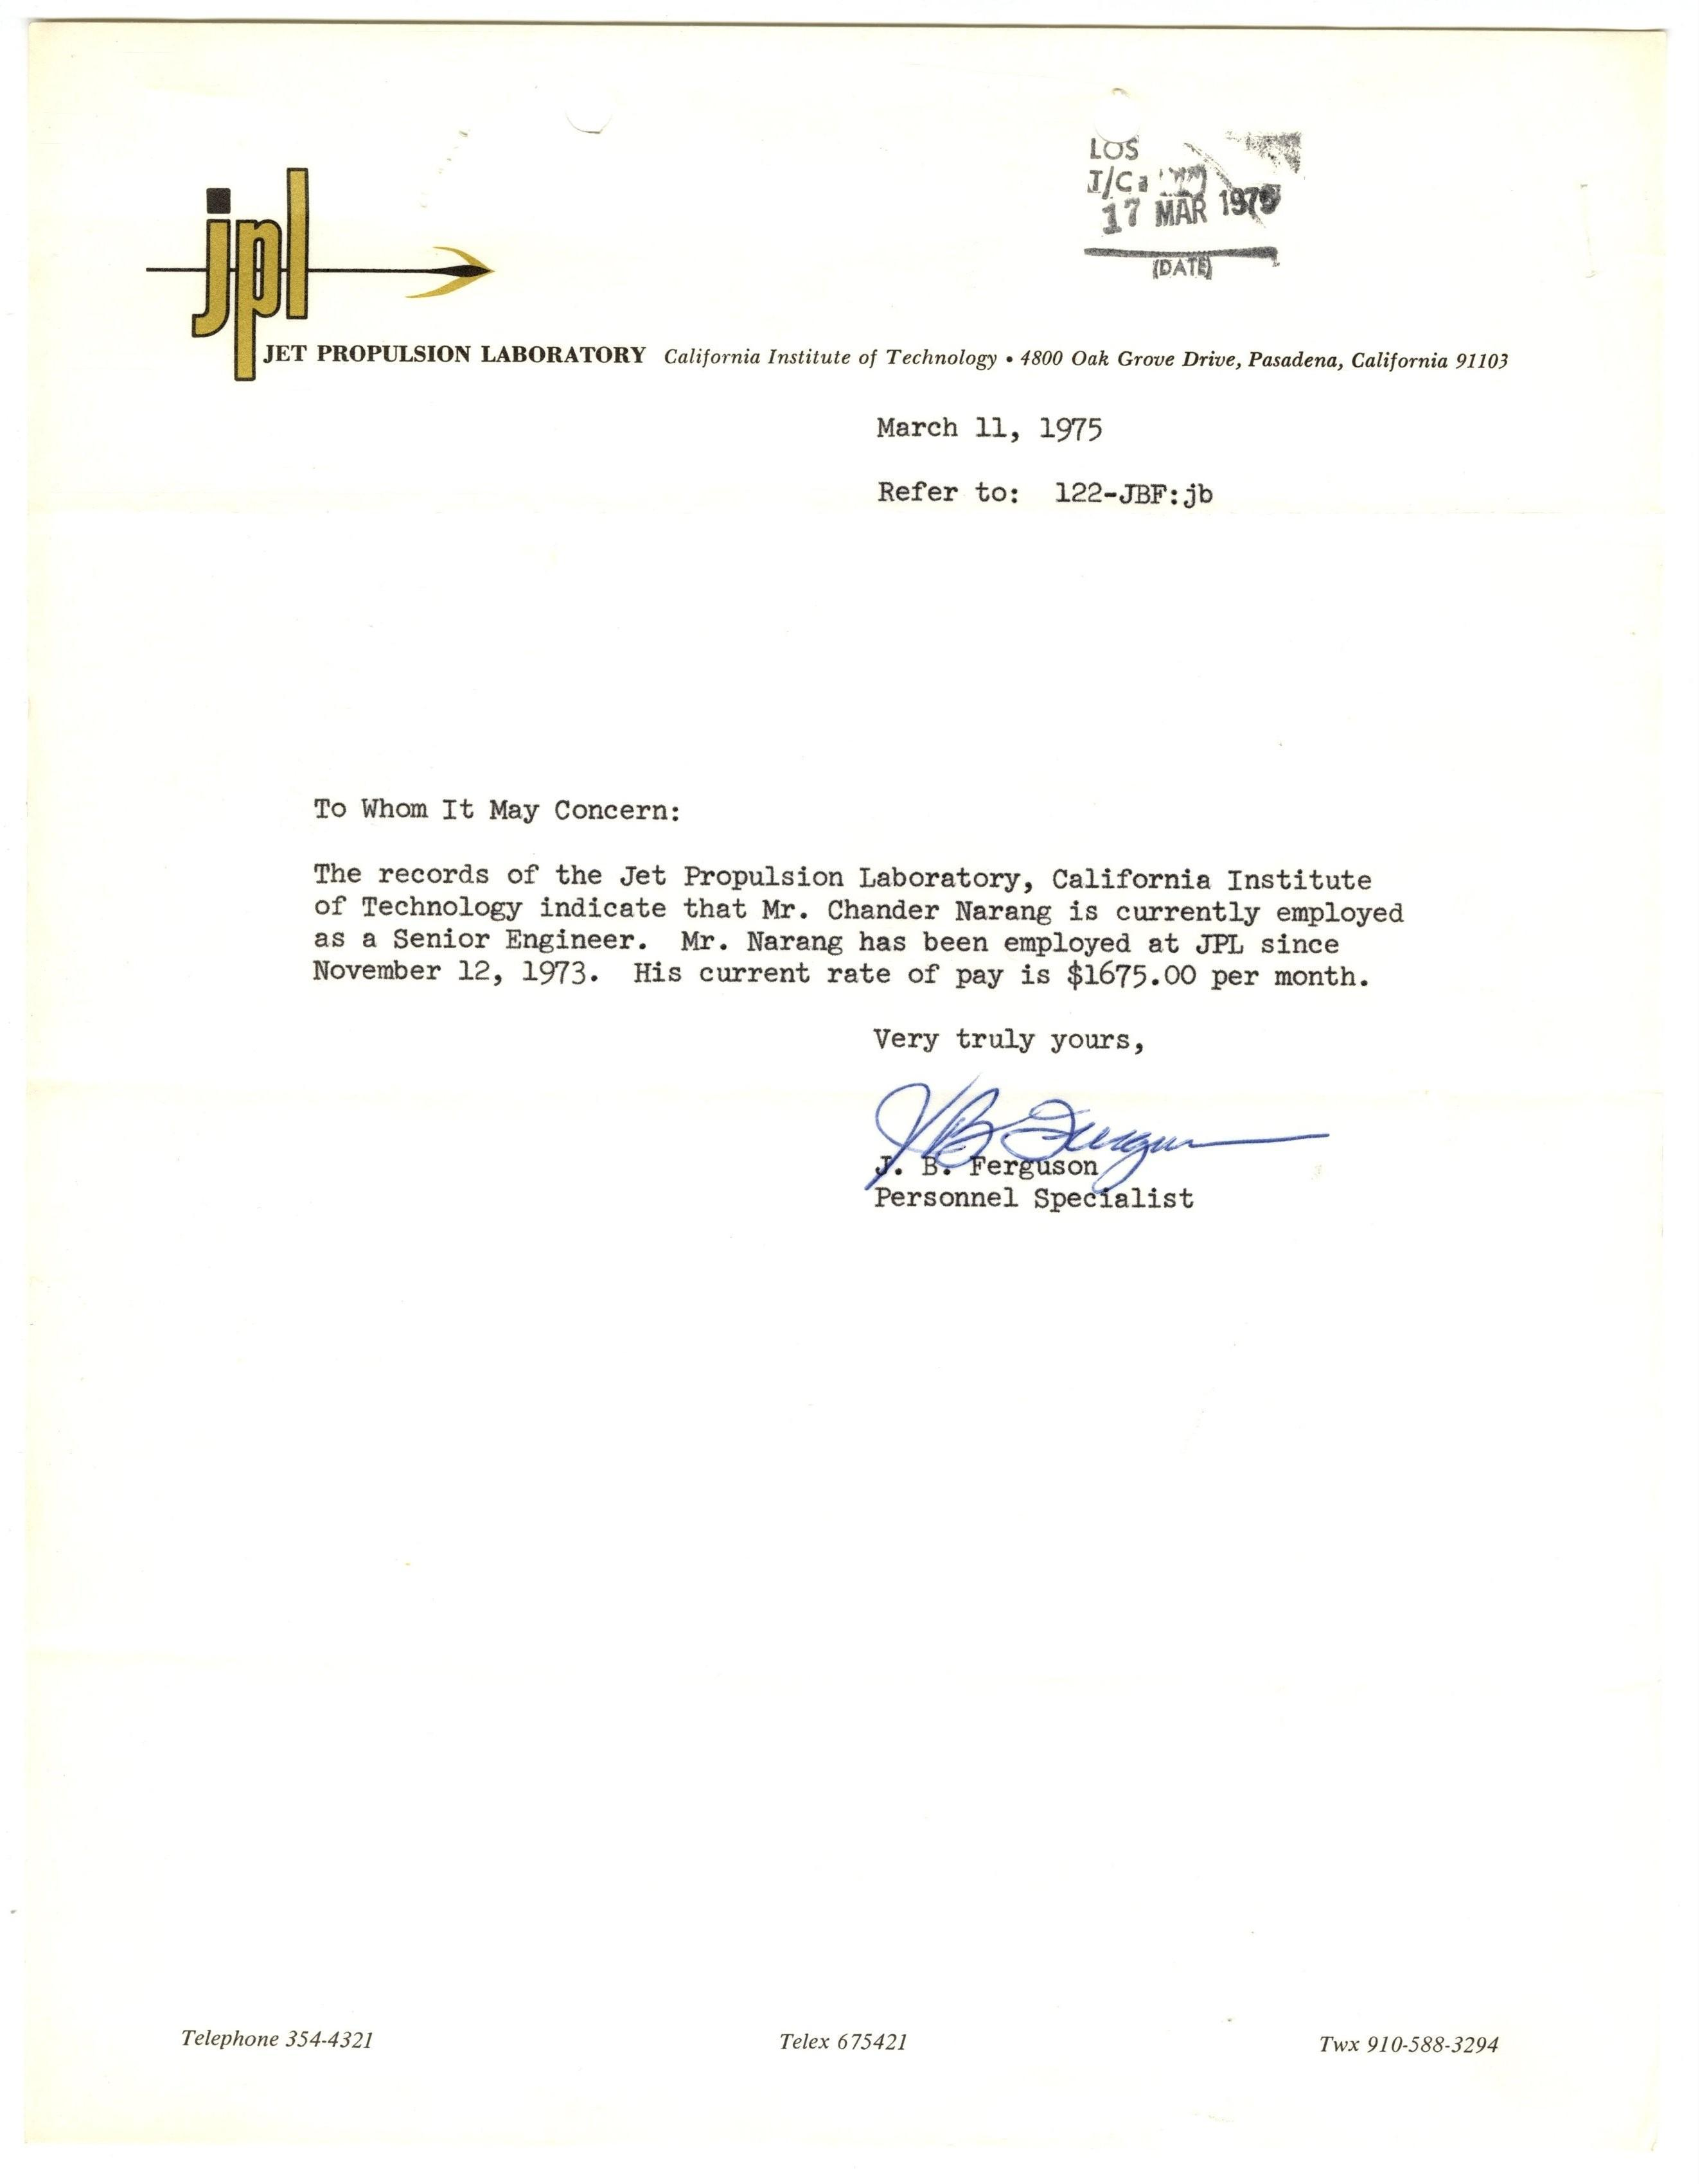 LOS
17 MAR 1975
(DATE)
jpl
JET PROPULSION LABORATORY California Institute of Technology • 4800 Oak Grove Drive, Pasadena, California 91103
March 11, 1975
Refer to: 122-JBF:jb
To Whom It May Concern:
The records of the Jet Propulsion Laboratory, California Institute
of Technology indicate that Mr. Chander Narang is currently employed
as a Senior Engineer. Mr. Narang has been employed at JPL since
November 12, 1973. His current rate of pay is $1675.00 per month.
Very truly yours,
J B Ferguson
J. B. Ferguson
Personnel Specialist
Telephone 354-4321 Telex 675421 Twx 910-588-3294